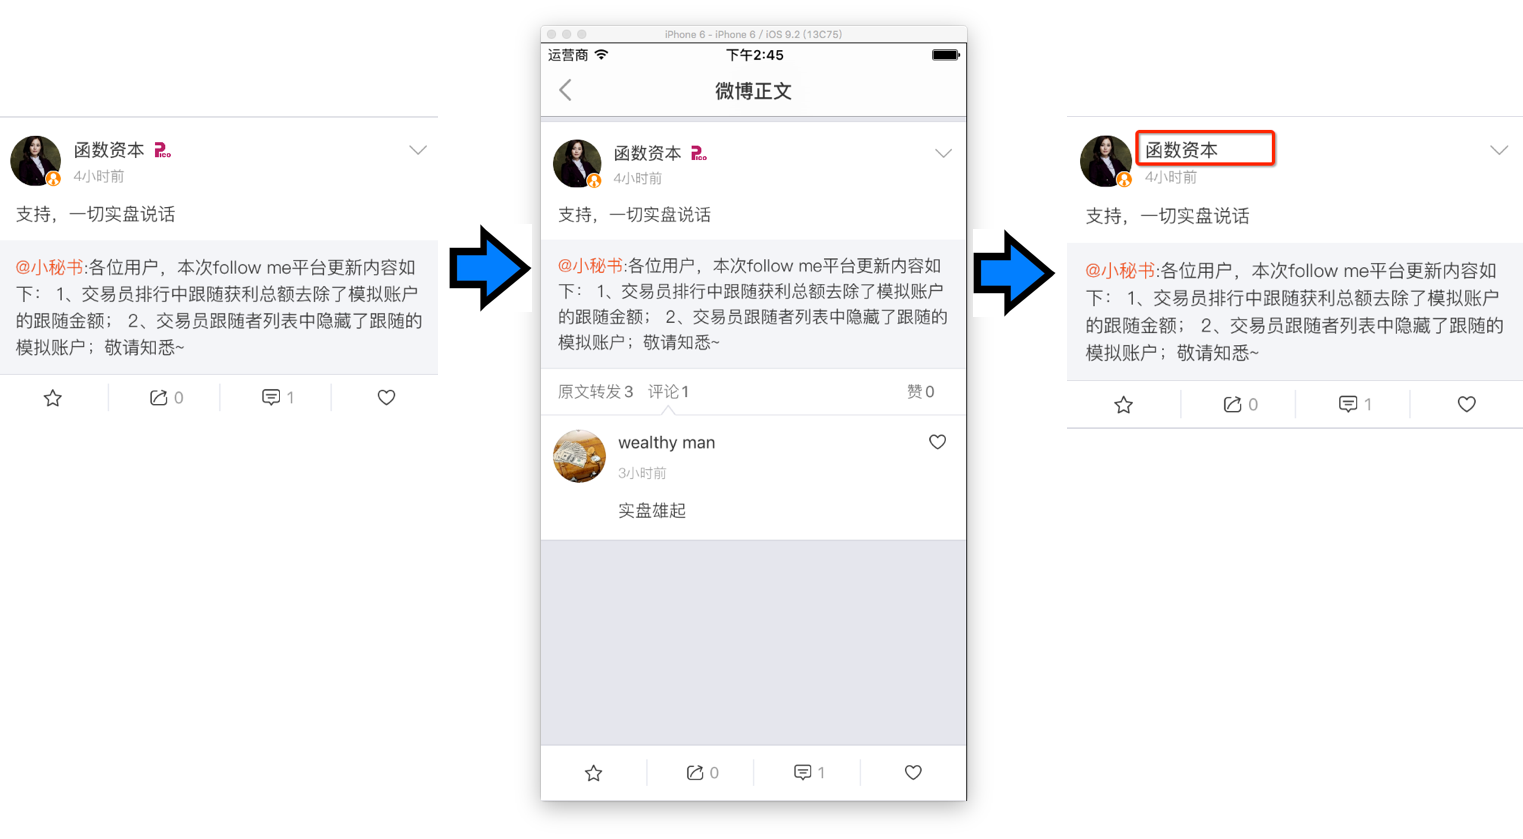 函数资本 Pico
4小时前
支持，一切实盘说话
@小秘书:各位用户，本次follow me平台更新内容如
下： 1、交易员排行中跟随获利总额去除了模拟账户
的跟随金额； 2、交易员跟随者列表中隐藏了跟随的
模拟账户；敬请知悉~
0
1
iPhone 6 - iPhone 6 / iOS 9.2 (13C75)
运营商 下午2:45
微博正文
函数资本 Pico
4小时前
支持，一切实盘说话
@小秘书:各位用户，本次follow me平台更新内容如
下： 1、交易员排行中跟随获利总额去除了模拟账户
的跟随金额； 2、交易员跟随者列表中隐藏了跟随的
模拟账户；敬请知悉~
原文转发 3 评论 1 赞 0
wealthy man
3小时前
实盘雄起
0
1
函数资本
4小时前
支持，一切实盘说话
@小秘书:各位用户，本次follow me平台更新内容如
下： 1、交易员排行中跟随获利总额去除了模拟账户
的跟随金额； 2、交易员跟随者列表中隐藏了跟随的
模拟账户；敬请知悉~
0
1